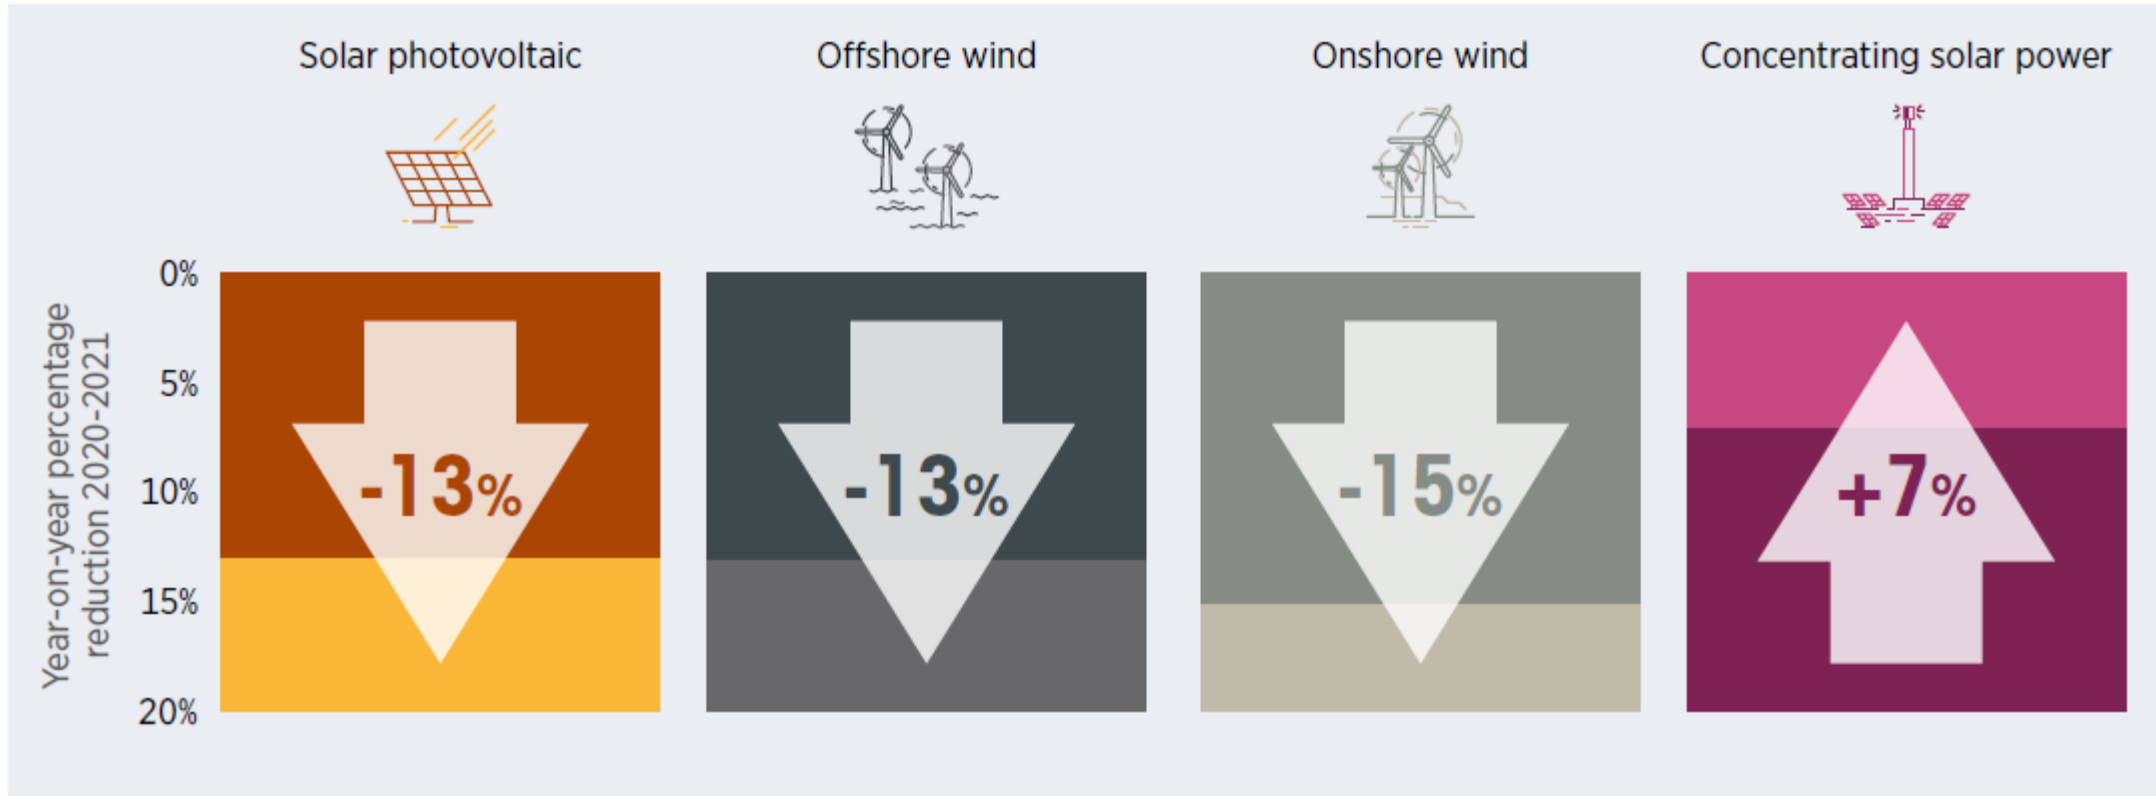 Solar photovoltaic
Offshore wind
Onshore wind
Concentrating solar power
Year-on-year percentage
reduction 2020-2021
0%
5%
10%
15%
20%
-13%
-13%
-15%
+7%